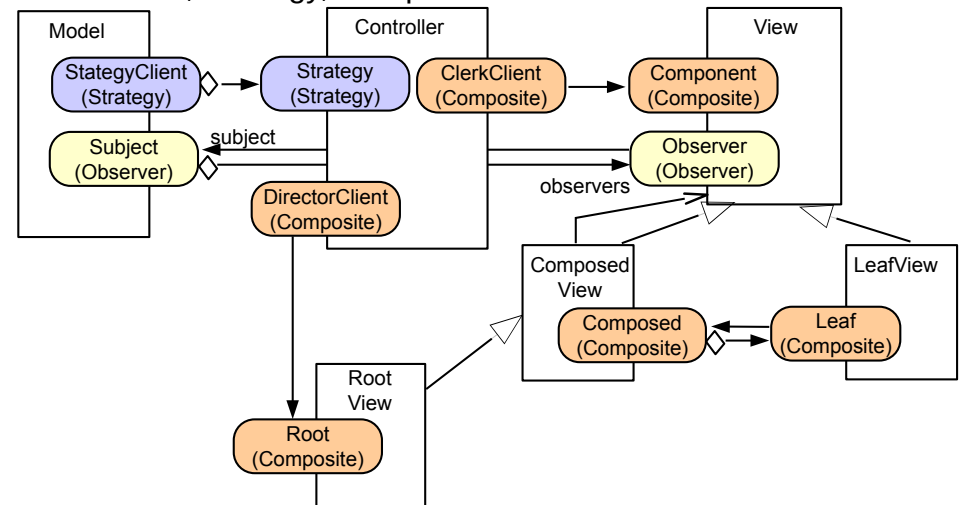 Model
Controller
View
StategyClient
(Strategy)
Strategy
(Strategy)
ClerkClient
(Composite)
Component
(Composite)
subject
Subject
(Observer)
Observer
(Observer)
observers
DirectorClient
(Composite)
Composed
View
LeafView
Composed
(Composite)
Leaf
(Composite)
Root
View
Root
(Composite)